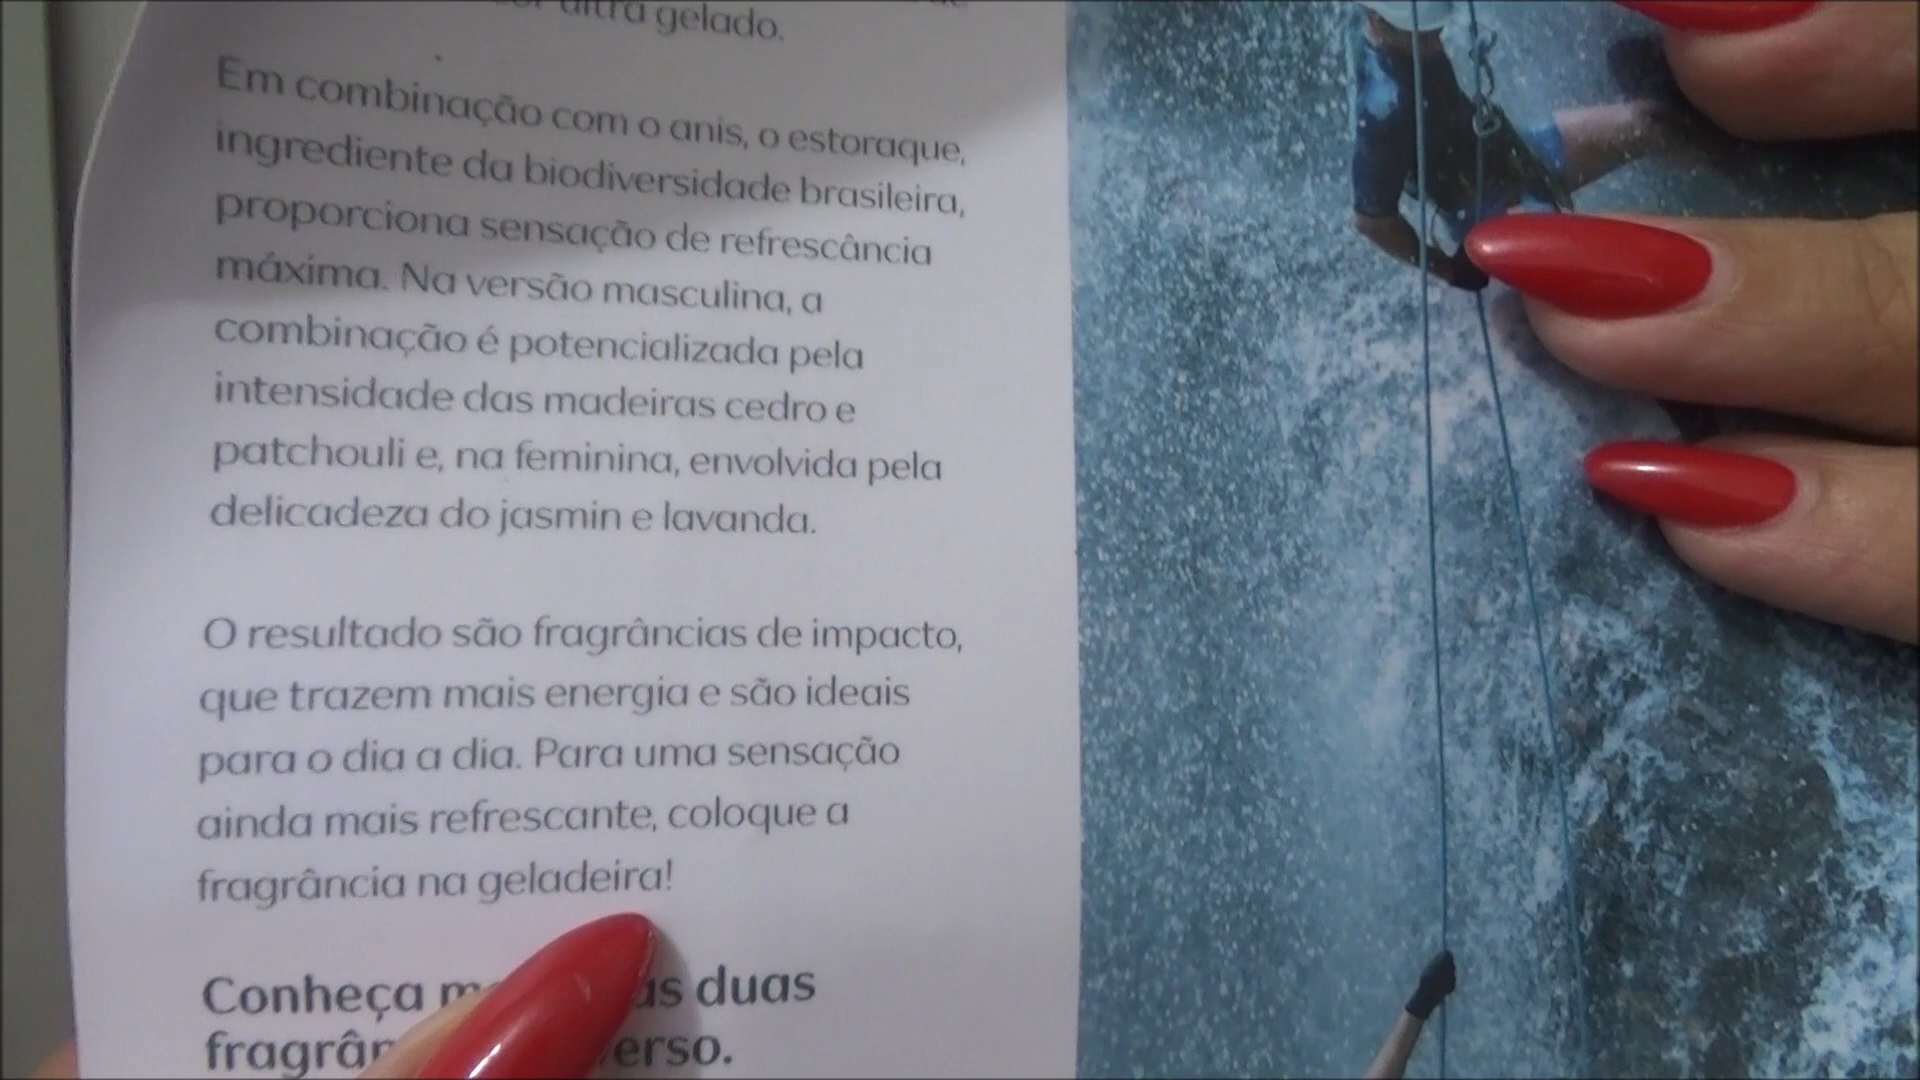 ultra gelado.
Em combinação com o anis, o estoraque,
ingrediente da biodiversidade brasileira,
proporciona sensação de refrescância
máxima. Na versão masculina, a
combinação é potencializada pela
intensidade das madeiras cedro e
patchouli e, na feminina, envolvida pela
delicadeza do jasmin e lavanda.
O resultado são fragrâncias de impacto,
que trazem mais energia e são ideais
para o dia a dia. Para uma sensação
ainda mais refrescante, coloque a
fragrância na geladeira!
Conheça duas